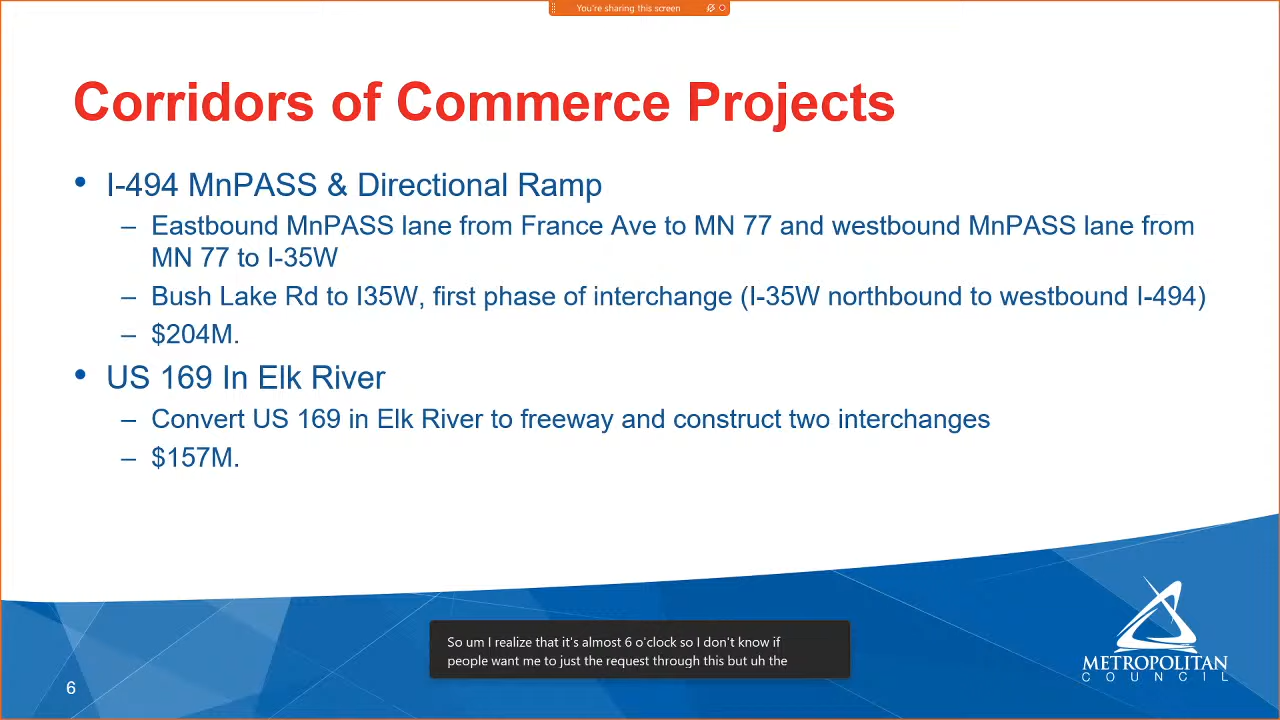 You're sharing this screen
Corridors of Commerce Projects
• I-494 MnPASS & Directional Ramp
– Eastbound MnPASS lane from France Ave to MN 77 and westbound MnPASS lane from
MN 77 to I-35W
– Bush Lake Rd to I35W, first phase of interchange (I-35W northbound to westbound I-494)
– $204M.
• US 169 In Elk River
– Convert US 169 in Elk River to freeway and construct two interchanges
– $157M.
So um I realize that it's almost 6 o'clock so I don't know if
people want me to just the request through this but uh the
METROPOLITAN
COUNCIL
6